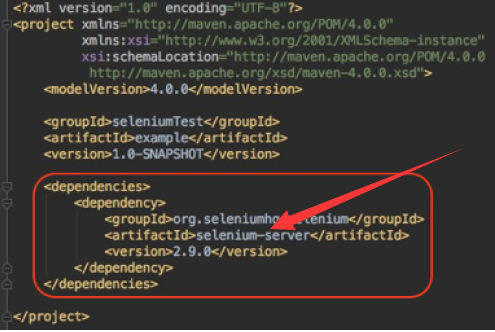 <?xml version="1.0" encoding="UTF-8"?>
<project xmlns="http://maven.apache.org/POM/4.0.0"
xmlns:xsi="http://www.w3.org/2001/XMLSchema-instance"
xsi:schemaLocation="http://maven.apache.org/POM/4.0.0
http://maven.apache.org/xsd/maven-4.0.0.xsd">
<modelVersion>4.0.0</modelVersion>
<groupId>seleniumTest</groupId>
<artifactId>example</artifactId>
<version>1.0-SNAPSHOT</version>
<dependencies>
<dependency>
<groupId>org.seleniumhq.selenium</groupId>
<artifactId>selenium-server</artifactId>
<version>2.9.0</version>
</dependency>
</dependencies>
</project>